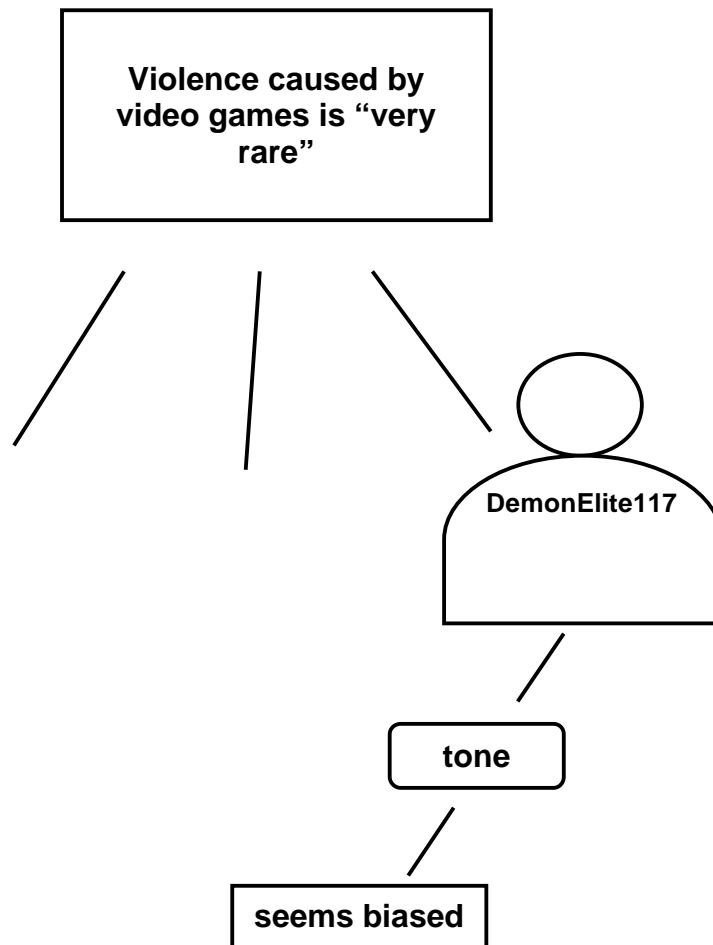 Violence caused by
video games is “very
rare”
DemonElite117
tone
seems biased